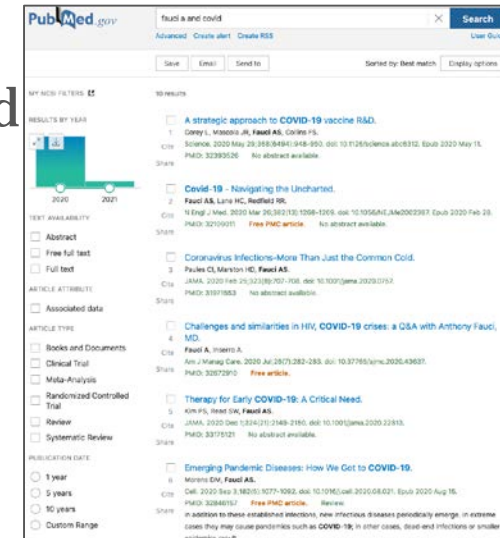 d
PubMed.gov
fauci a and covid
Search
Advanced Create alert Create RSS
User Guide
Save Email Send to
Sorted by: Best match Display options
MY NCBI FILTERS
10 results
RESULTS BY YEAR
2020 2021
TEXT AVAILABILITY
Abstract
Free full text
Full text
ARTICLE ATTRIBUTE
Associated data
ARTICLE TYPE
Books and Documents
Clinical Trial
Meta-Analysis
Randomized Controlled
Trial
Review
Systematic Review
PUBLICATION DATE
1 year
5 years
10 years
Custom Range
A strategic approach to COVID-19 vaccine R&D.
1
Corey L, Mascola JR, Fauci AS, Collins FS.
Cite
Science. 2020 May 29;368(6494):948-950. doi: 10.1126/science.abc5312. Epub 2020 May 11.
PMID: 32393526 No abstract available.
Share
Covid-19 - Navigating the Uncharted.
2
Fauci AS, Lane HC, Redfield RR.
Cite
N Engl J Med. 2020 Mar 26;382(13):1268-1269. doi: 10.1056/NEJMe2002387. Epub 2020 Feb 28.
PMID: 32109011 Free PMC article. No abstract available.
Share
Coronavirus Infections-More Than Just the Common Cold.
3
Paules CI, Marston HD, Fauci AS.
Cite
JAMA. 2020 Feb 25;323(8):707-708. doi: 10.1001/jama.2020.0757.
PMID: 31971553 No abstract available.
Share
Challenges and similarities in HIV, COVID-19 crises: a Q&A with Anthony Fauci,
MD.
4
Fauci A, Inserro A.
Cite
Am J Manag Care. 2020 Jul;26(7):282-283. doi: 10.37765/ajmc.2020.43637.
PMID: 32672910 Free article.
Share
Therapy for Early COVID-19: A Critical Need.
5
Kim PS, Read SW, Fauci AS.
Cite
JAMA. 2020 Dec 1;324(21):2149-2150. doi: 10.1001/jama.2020.22813.
PMID: 33175121 No abstract available.
Share
Emerging Pandemic Diseases: How We Got to COVID-19.
6
Morens DM, Fauci AS.
Cite
Cell. 2020 Sep 3;182(5):1077-1092. doi: 10.1016/j.cell.2020.08.021. Epub 2020 Aug 15.
PMID: 32846157 Free PMC article. Review
Share
In addition to these established infections, new infectious diseases periodically emerge. In extreme
cases they may cause pandemics such as COVID-19; in other cases, dead-end infections or smaller